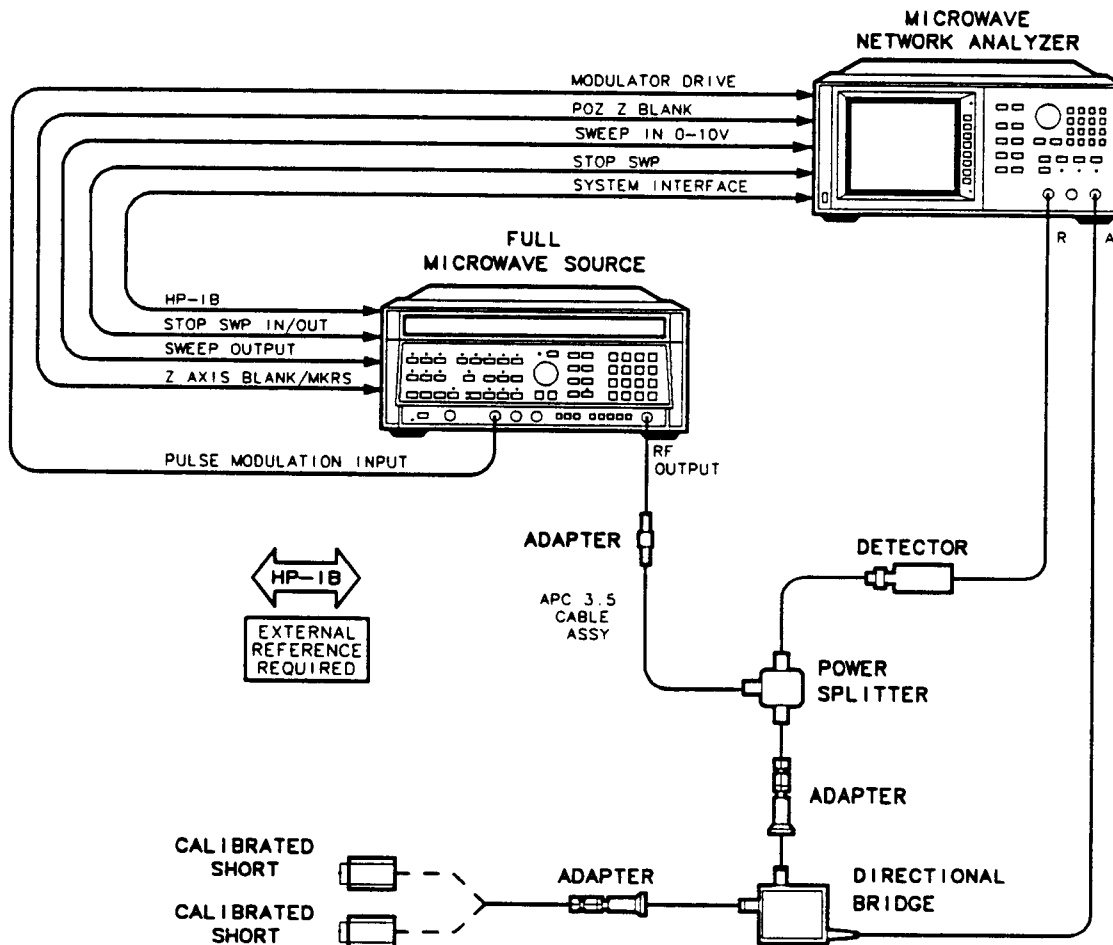 MICROWAVE
NETWORK ANALYZER
MODULATOR DRIVE
POZ Z BLANK
SWEEP IN 0-10V
STOP SWP
SYSTEM INTERFACE
R
A
FULL
MICROWAVE SOURCE
HP-IB
STOP SWP IN/OUT
SWEEP OUTPUT
Z AXIS BLANK/MKRS
PULSE MODULATION INPUT
RF
OUTPUT
ADAPTER
DETECTOR
HP-IB
APC 3.5
CABLE
ASSY
EXTERNAL
REFERENCE
REQUIRED
POWER
SPLITTER
ADAPTER
CALIBRATED
SHORT
ADAPTER
DIRECTIONAL
BRIDGE
CALIBRATED
SHORT